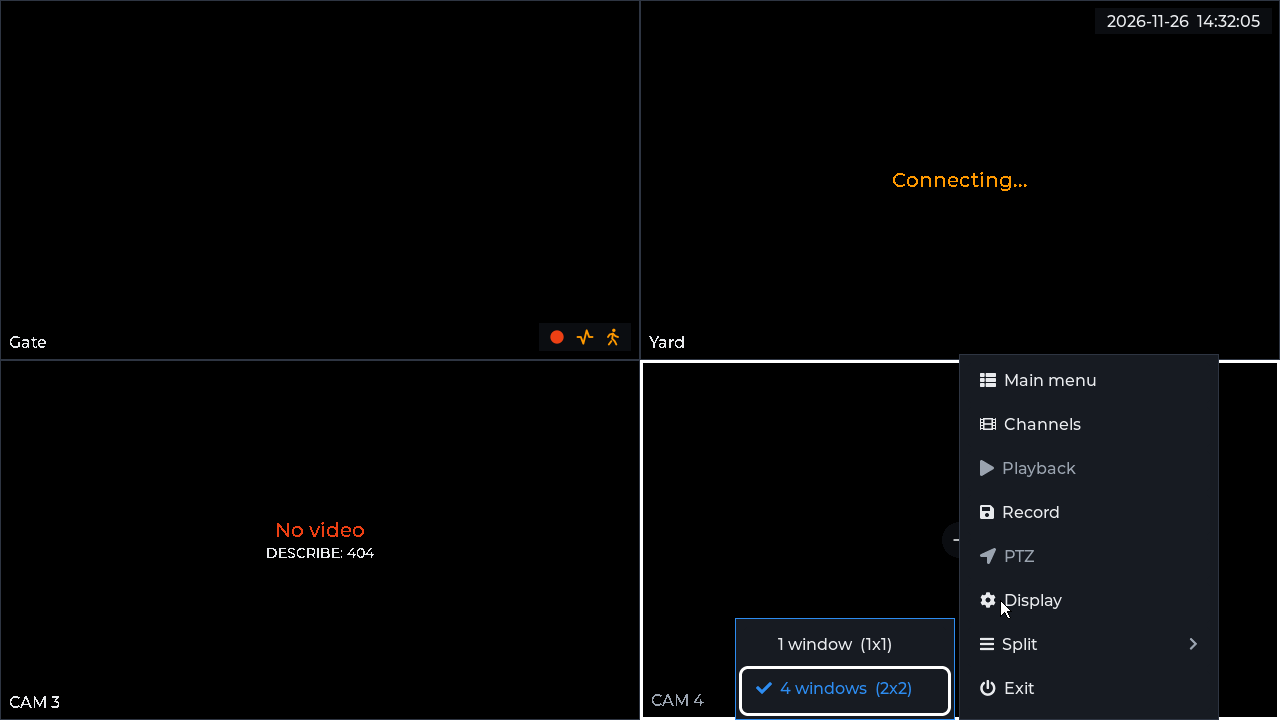 2026-11-26 14:32:05
Connecting...
Gate
Yard
No video
DESCRIBE: 404
CAM 3
CAM 4
Main menu
Channels
Playback
Record
PTZ
Display
Split
Exit
1 window (1x1)
4 windows (2x2)